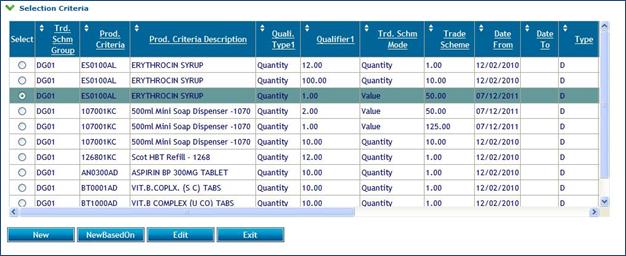 Selection Criteria
Select Trd. Schm Group Prod. Criteria Prod. Criteria Description Quali. Type1 Qualifier1 Trd. Schm Mode Trade Scheme Date From Date To Type
DG01 ES0100AL ERYTHROCIN SYRUP Quantity 12.00 Quantity 1.00 12/02/2010 D
DG01 ES0100AL ERYTHROCIN SYRUP Quantity 100.00 Quantity 10.00 12/02/2010 D
DG01 ES0100AL ERYTHROCIN SYRUP Quantity 1.00 Value 50.00 07/12/2011 D
DG01 107001KC 500ml Mini Soap Dispenser -1070 Quantity 2.00 Value 50.00 07/12/2011 D
DG01 107001KC 500ml Mini Soap Dispenser -1070 Quantity 1.00 Value 125.00 07/12/2011 D
DG01 107001KC 500ml Mini Soap Dispenser -1070 Quantity 10.00 Quantity 10.00 12/02/2010 D
DG01 126801KC Scot HBT Refill - 1268 Quantity 12.00 Quantity 1.00 12/02/2010 D
DG01 AN0300AD ASPIRIN BP 300MG TABLET Quantity 10.00 Quantity 1.00 12/02/2010 D
DG01 BT0001AD VIT.B.COPLX. (S C) TABS Quantity 10.00 Quantity 1.00 12/02/2010 D
DG01 BT1000AD VIT.B COMPLEX (U CO) TABS Quantity 10.00 Quantity 1.00 12/02/2010 D
New NewBasedOn Edit Exit